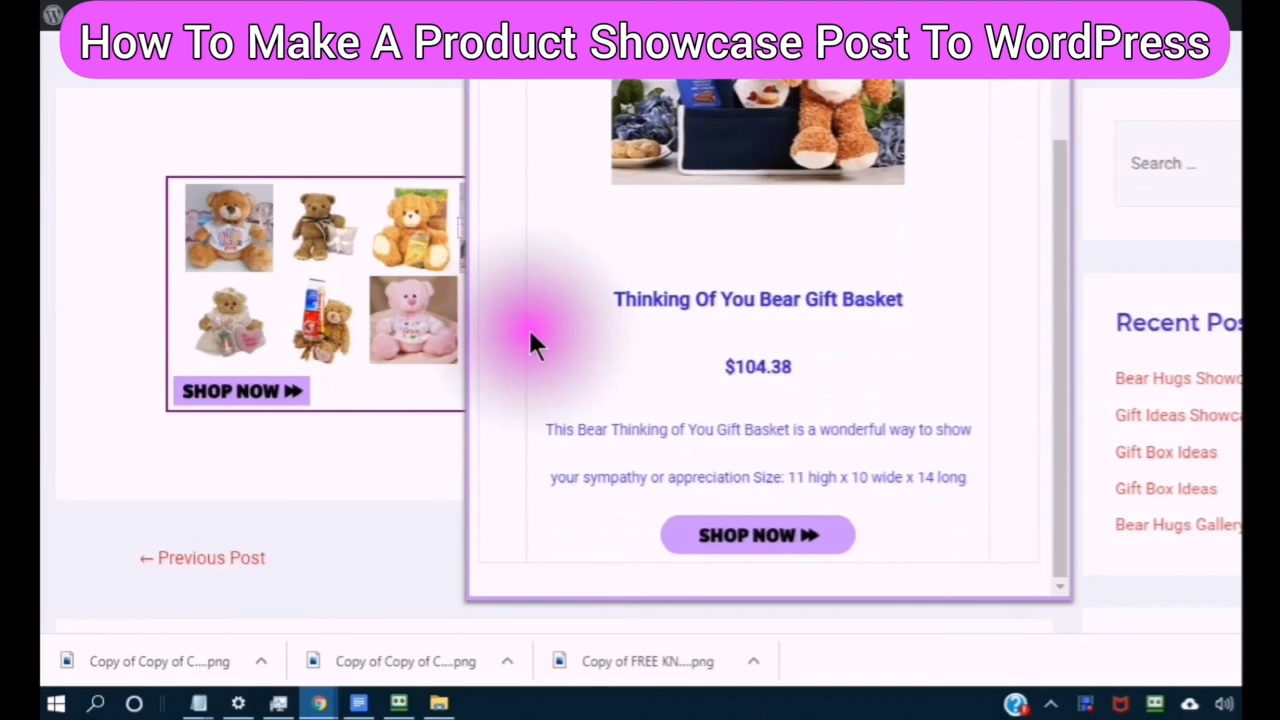 How To Make A Product Showcase Post To WordPress
Search ...
Thinking Of You Bear Gift Basket
$104.38
This Bear Thinking of You Gift Basket is a wonderful way to show
your sympathy or appreciation Size: 11 high x 10 wide x 14 long
SHOP NOW
SHOP NOW
← Previous Post
Recent Pos
Bear Hugs Showc
Gift Ideas Showca
Gift Box Ideas
Gift Box Ideas
Bear Hugs Gallery
Copy of Copy of C....png
Copy of Copy of C....png
Copy of FREE KN....png